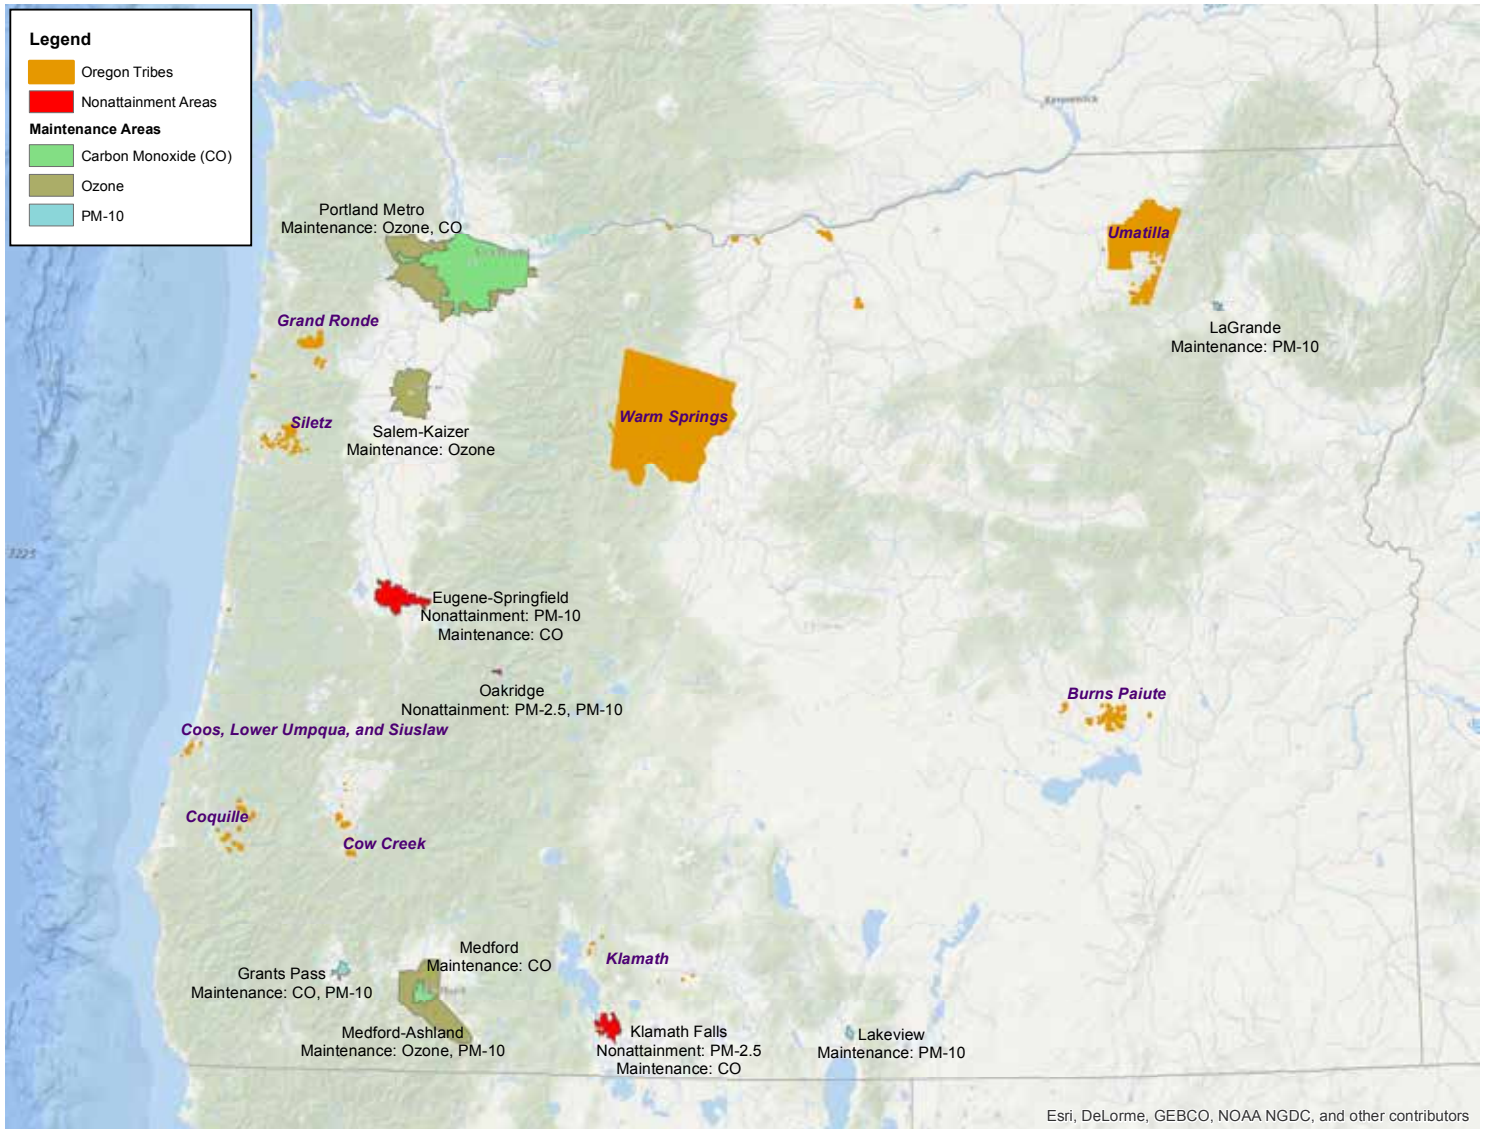 Legend
Oregon Tribes
Nonattainment Areas
Maintenance Areas
Carbon Monoxide (CO)
Ozone
PM-10
Kennewick
Portland Metro
Maintenance: Ozone, CO
Umatilla
LaGrande
Maintenance: PM-10
Grand Ronde
Siletz
Salem-Kaizer
Maintenance: Ozone
Warm Springs
Eugene-Springfield
Nonattainment: PM-10
Maintenance: CO
Oakridge
Nonattainment: PM-2.5, PM-10
Burns Paiute
Coos, Lower Umpqua, and Siuslaw
Coquille
Cow Creek
Medford
Maintenance: CO
Grants Pass
Maintenance: CO, PM-10
Klamath
Medford-Ashland
Maintenance: Ozone, PM-10
Klamath Falls
Nonattainment: PM-2.5
Maintenance: CO
Lakeview
Maintenance: PM-10
Esri, DeLorme, GEBCO, NOAA NGDC, and other contributors